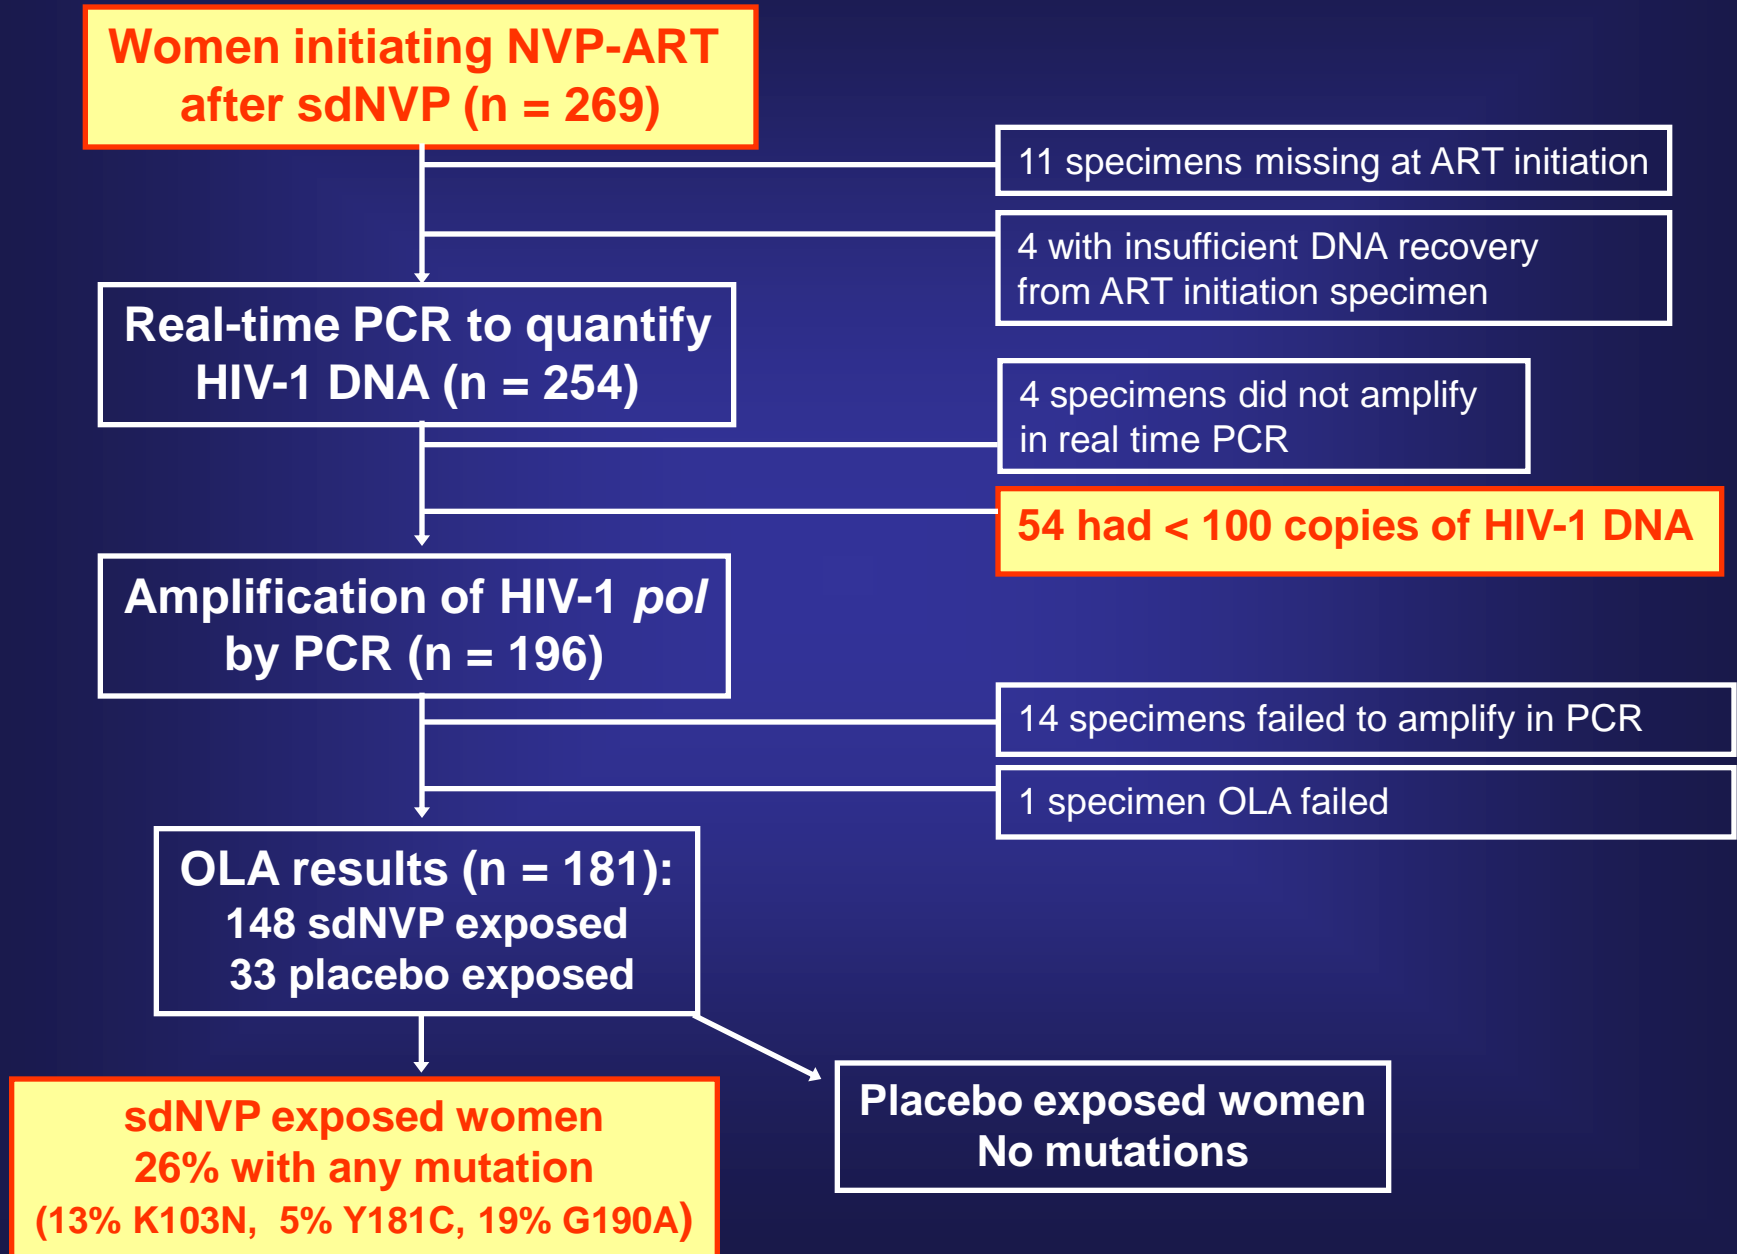 Women initiating NVP-ART
after sdNVP (n = 269)
11 specimens missing at ART initiation
4 with insufficient DNA recovery
from ART initiation specimen
Real-time PCR to quantify
HIV-1 DNA (n = 254)
4 specimens did not amplify
in real time PCR
54 had < 100 copies of HIV-1 DNA
Amplification of HIV-1 pol
by PCR (n = 196)
14 specimens failed to amplify in PCR
1 specimen OLA failed
OLA results (n = 181):
148 sdNVP exposed
33 placebo exposed
sdNVP exposed women
26% with any mutation
(13% K103N, 5% Y181C, 19% G190A)
Placebo exposed women
No mutations